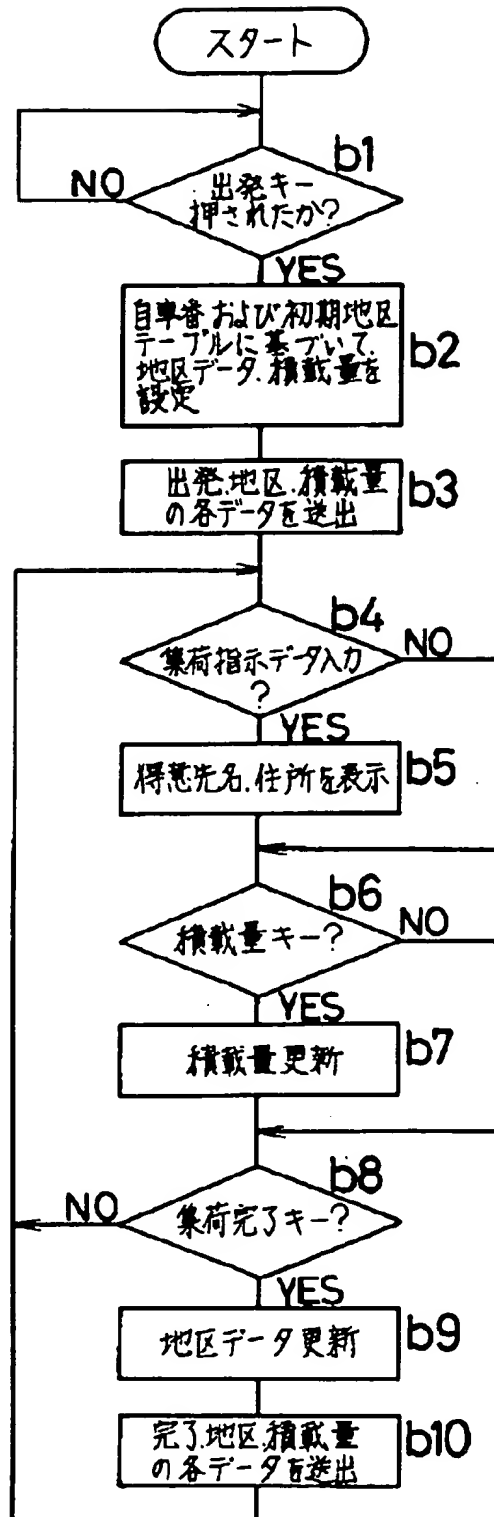 スタート
b1
NO
出発キー
押されたか?
YES
自車番および初期地区
テーブルに基づいて、
地区データ、積載量を
設定
b2
出発、地区、積載量
の各データを送出
b3
b4
NO
集荷指示データ入力
?
YES
得意先名、住所を表示
b5
b6
NO
積載量キー?
YES
積載量更新
b7
b8
NO
集荷完了キー?
YES
地区データ更新
b9
完了、地区、積載量
の各データを送出
b10